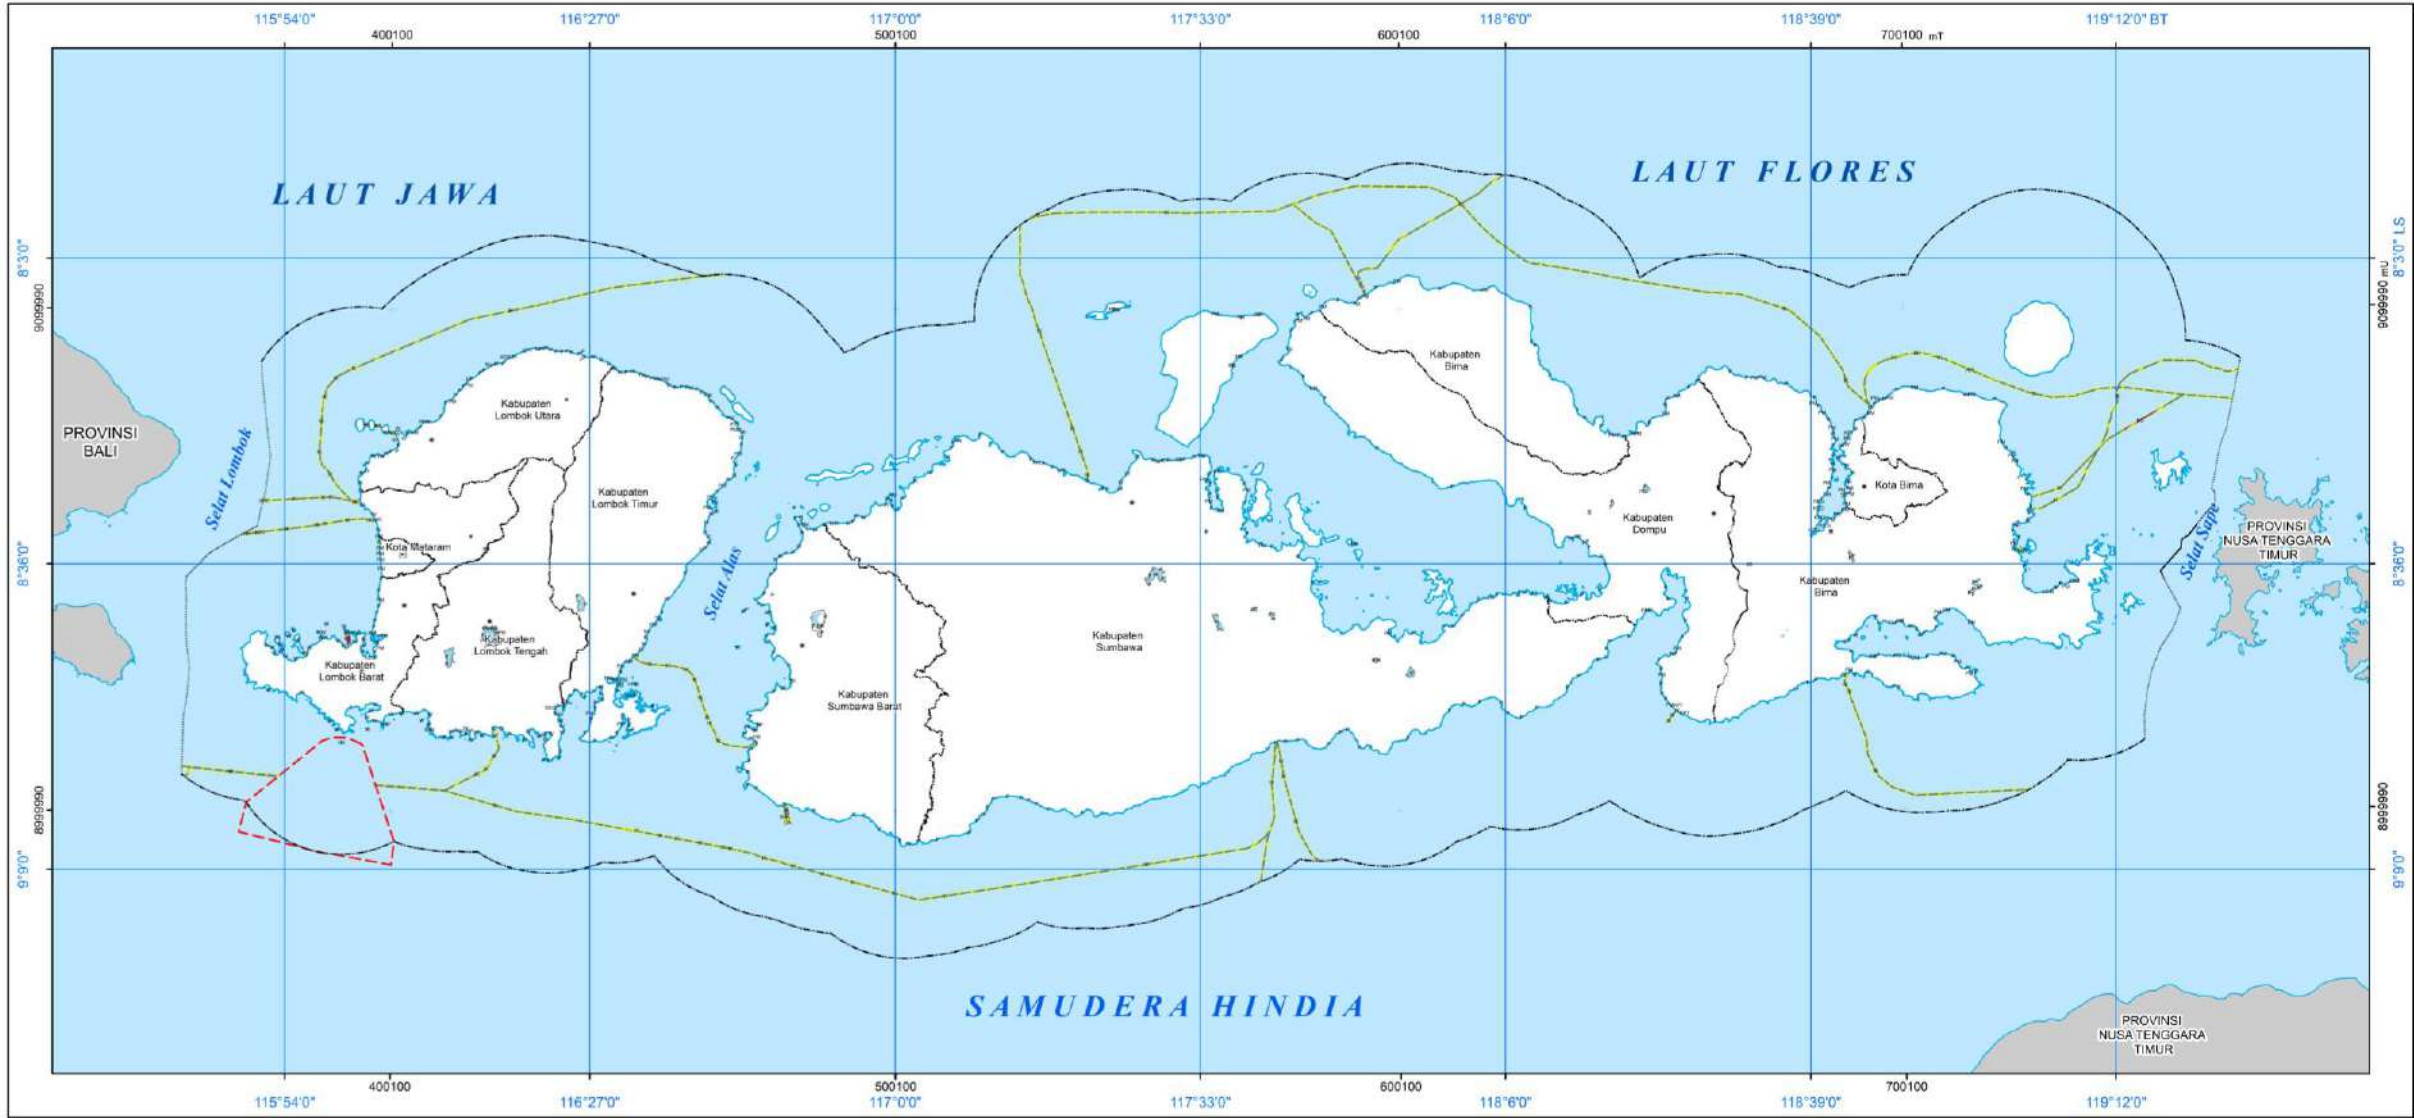 115°54'0"
116°27'0"
117°0'0"
117°33'0"
118°6'0"
118°39'0"
119°12'0" BT
400100
500100
600100
700100 mT
LAUT JAWA
LAUT FLORES
8°3'0"
8°3'0" LS
9099990
9099990 mU
Kabupaten
Bima
Kabupaten
Lombok Utara
PROVINSI
BALI
Selat Lombok
Kabupaten
Lombok Timur
Kota Bima
Kabupaten
Dompu
Kota Mataram
Selat Alas
Selat Sape
PROVINSI
NUSA TENGGARA
TIMUR
8°36'0"
8°36'0"
Kabupaten
Bima
Kabupaten
Sumbawa
Kabupaten
Lombok Tengah
Kabupaten
Lombok Barat
Kabupaten
Sumbawa Barat
8999990
8999990
9°9'0"
9°9'0"
SAMUDERA HINDIA
PROVINSI
NUSA TENGGARA
TIMUR
400100
500100
600100
700100
115°54'0"
116°27'0"
117°0'0"
117°33'0"
118°6'0"
118°39'0"
119°12'0"